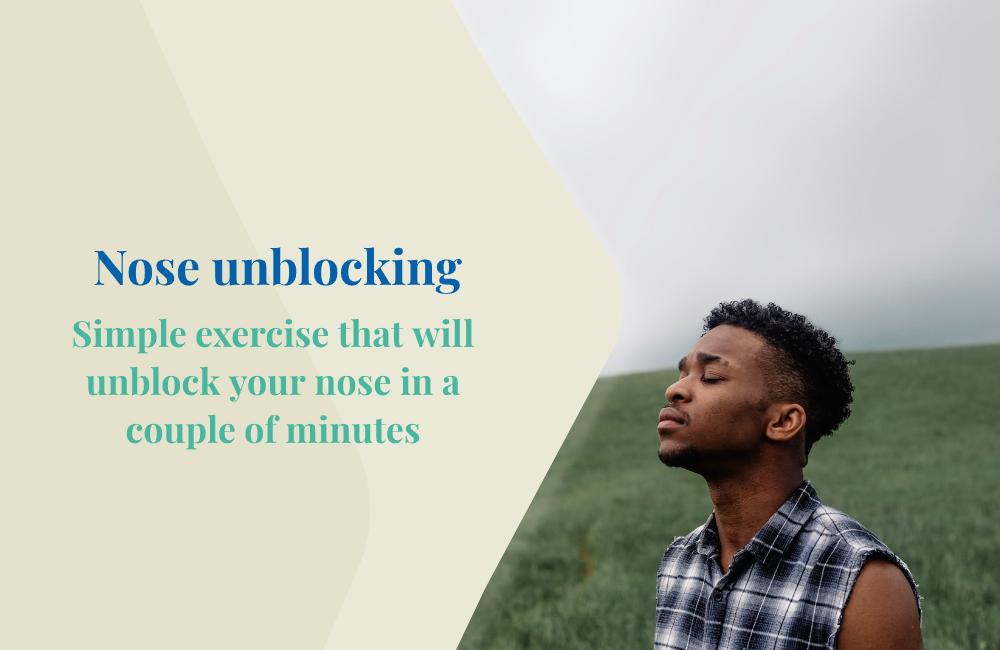 Nose unblocking
Simple exercise that will
unblock your nose in a
couple of minutes